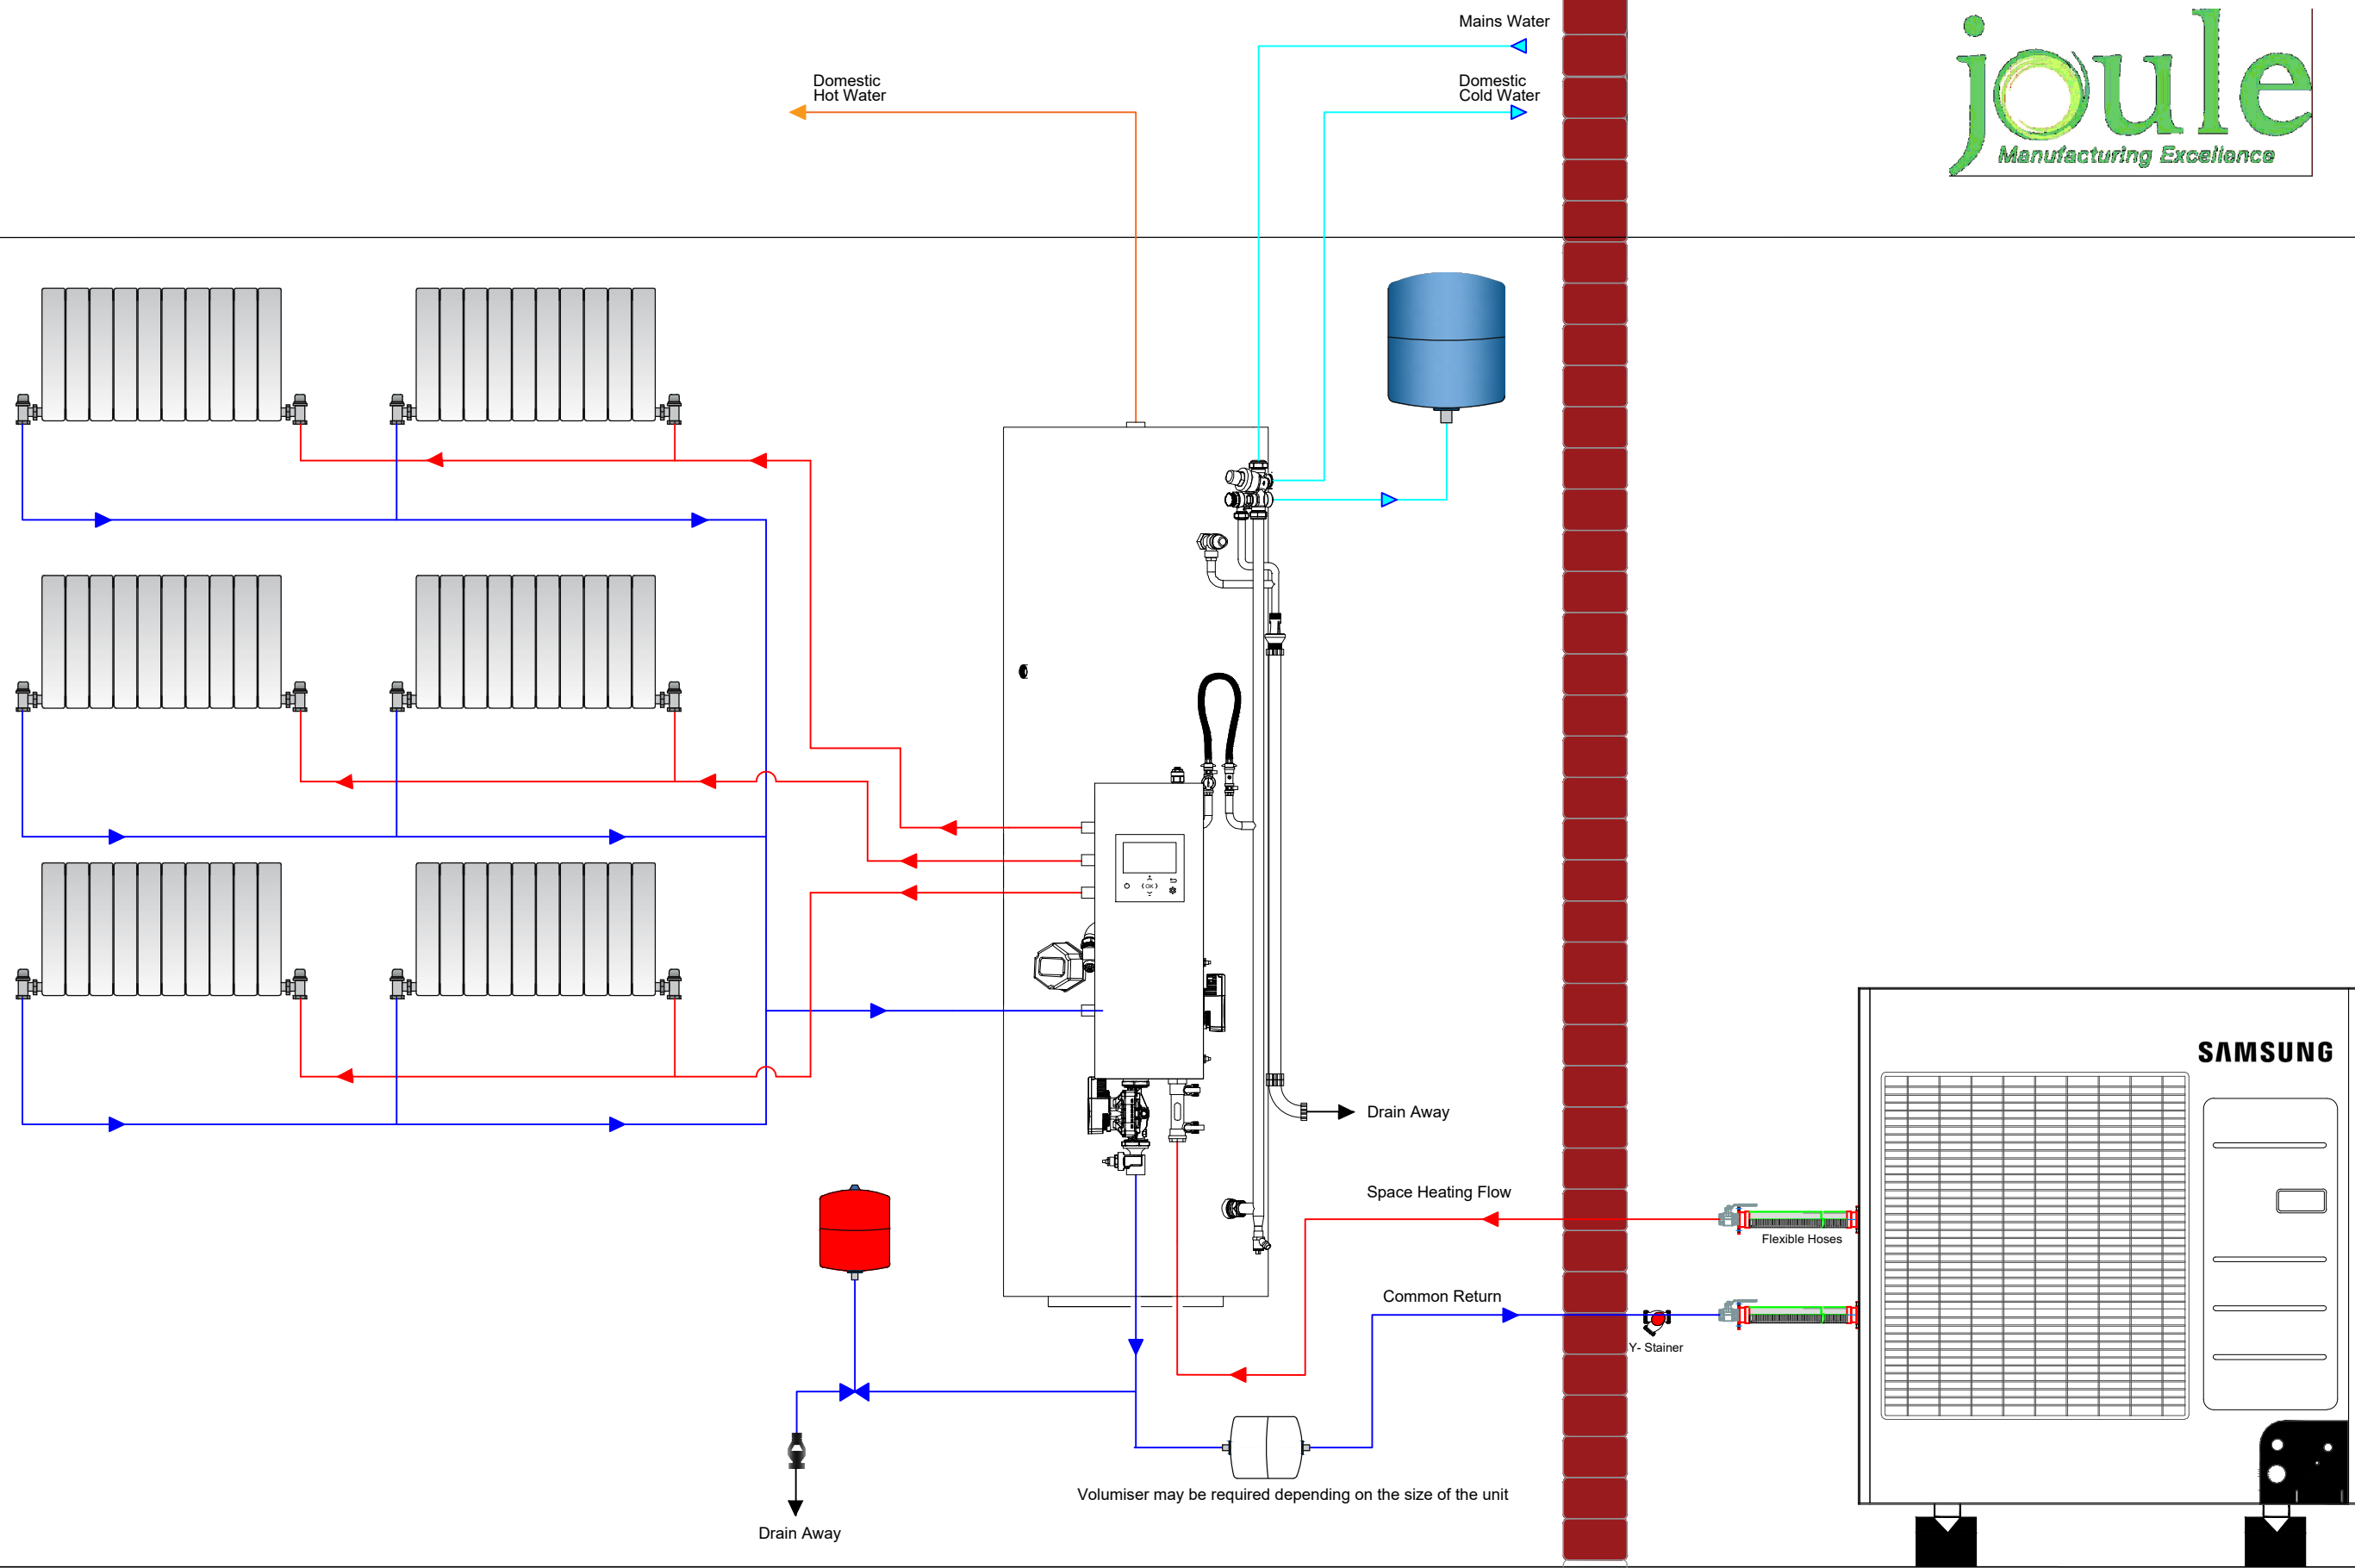 Mains Water
joule
Manufacturing Excellence
Domestic
Hot Water
Domestic
Cold Water
OK
SAMSUNG
Drain Away
Space Heating Flow
Flexible Hoses
Common Return
Y- Stainer
Volumiser may be required depending on the size of the unit
Drain Away